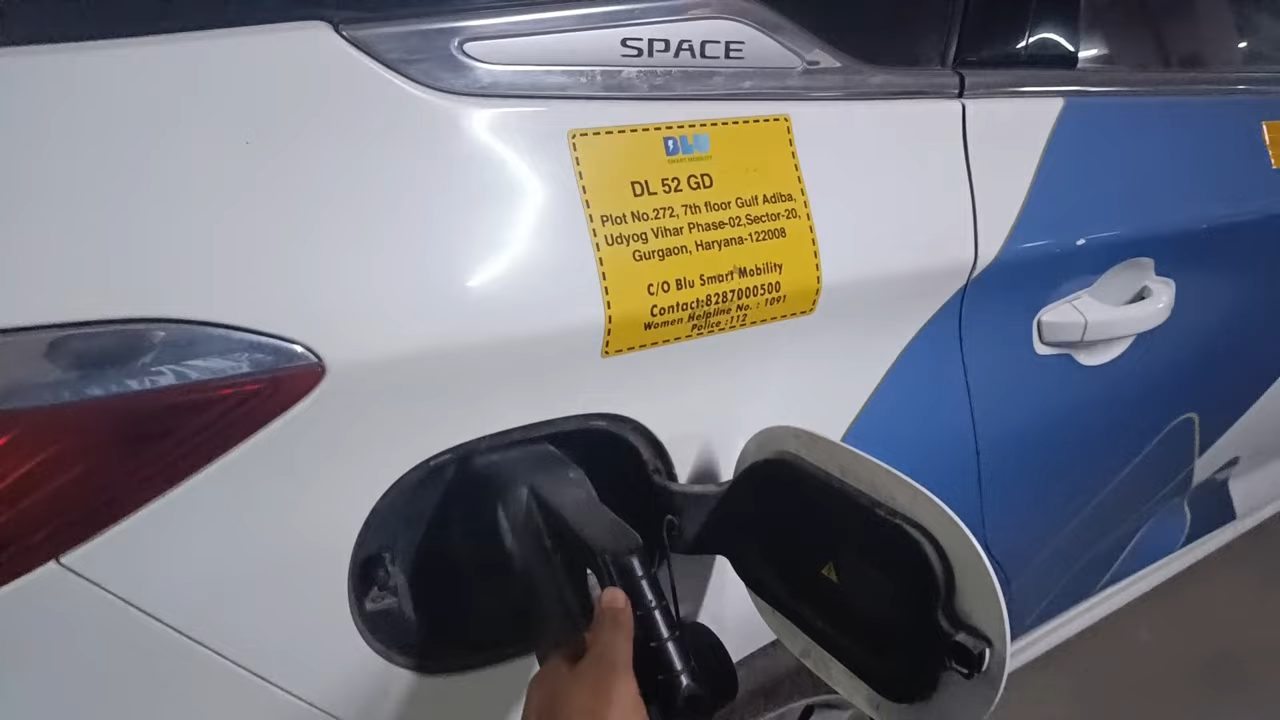 SPACE
BLU
SMART MOBILITY
DL 52 GD
Plot No.272, 7th floor Gulf Adiba,
Udyog Vihar Phase-02,Sector-20,
Gurgaon, Haryana-122008
C/O Blu Smart Mobility
Contact:8287000500
Women Helpline No. : 1091
Police :112